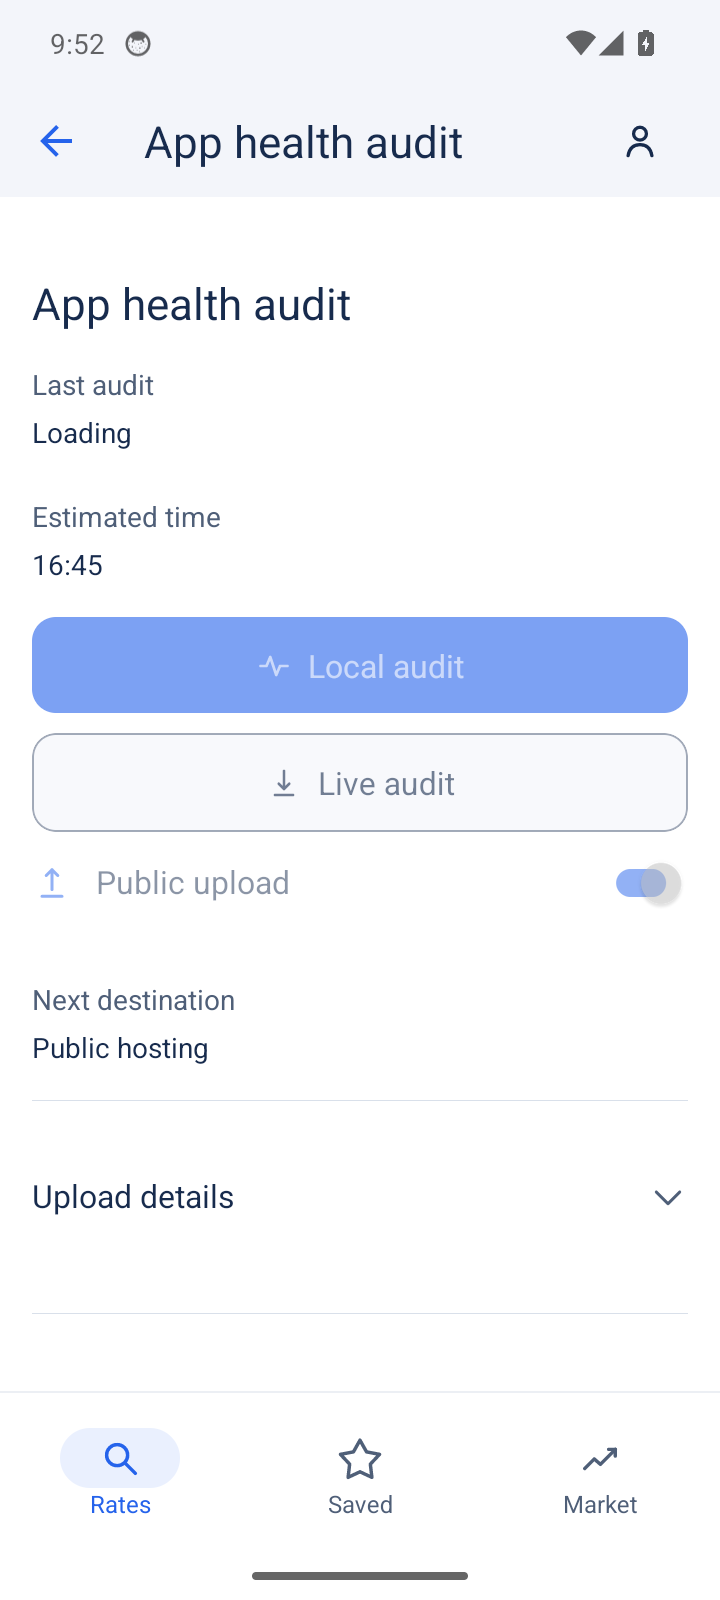 9:52
App health audit
App health audit
Last audit
Loading
Estimated time
16:45
Local audit
Live audit
Public upload
Next destination
Public hosting
Upload details
Rates
Saved
Market